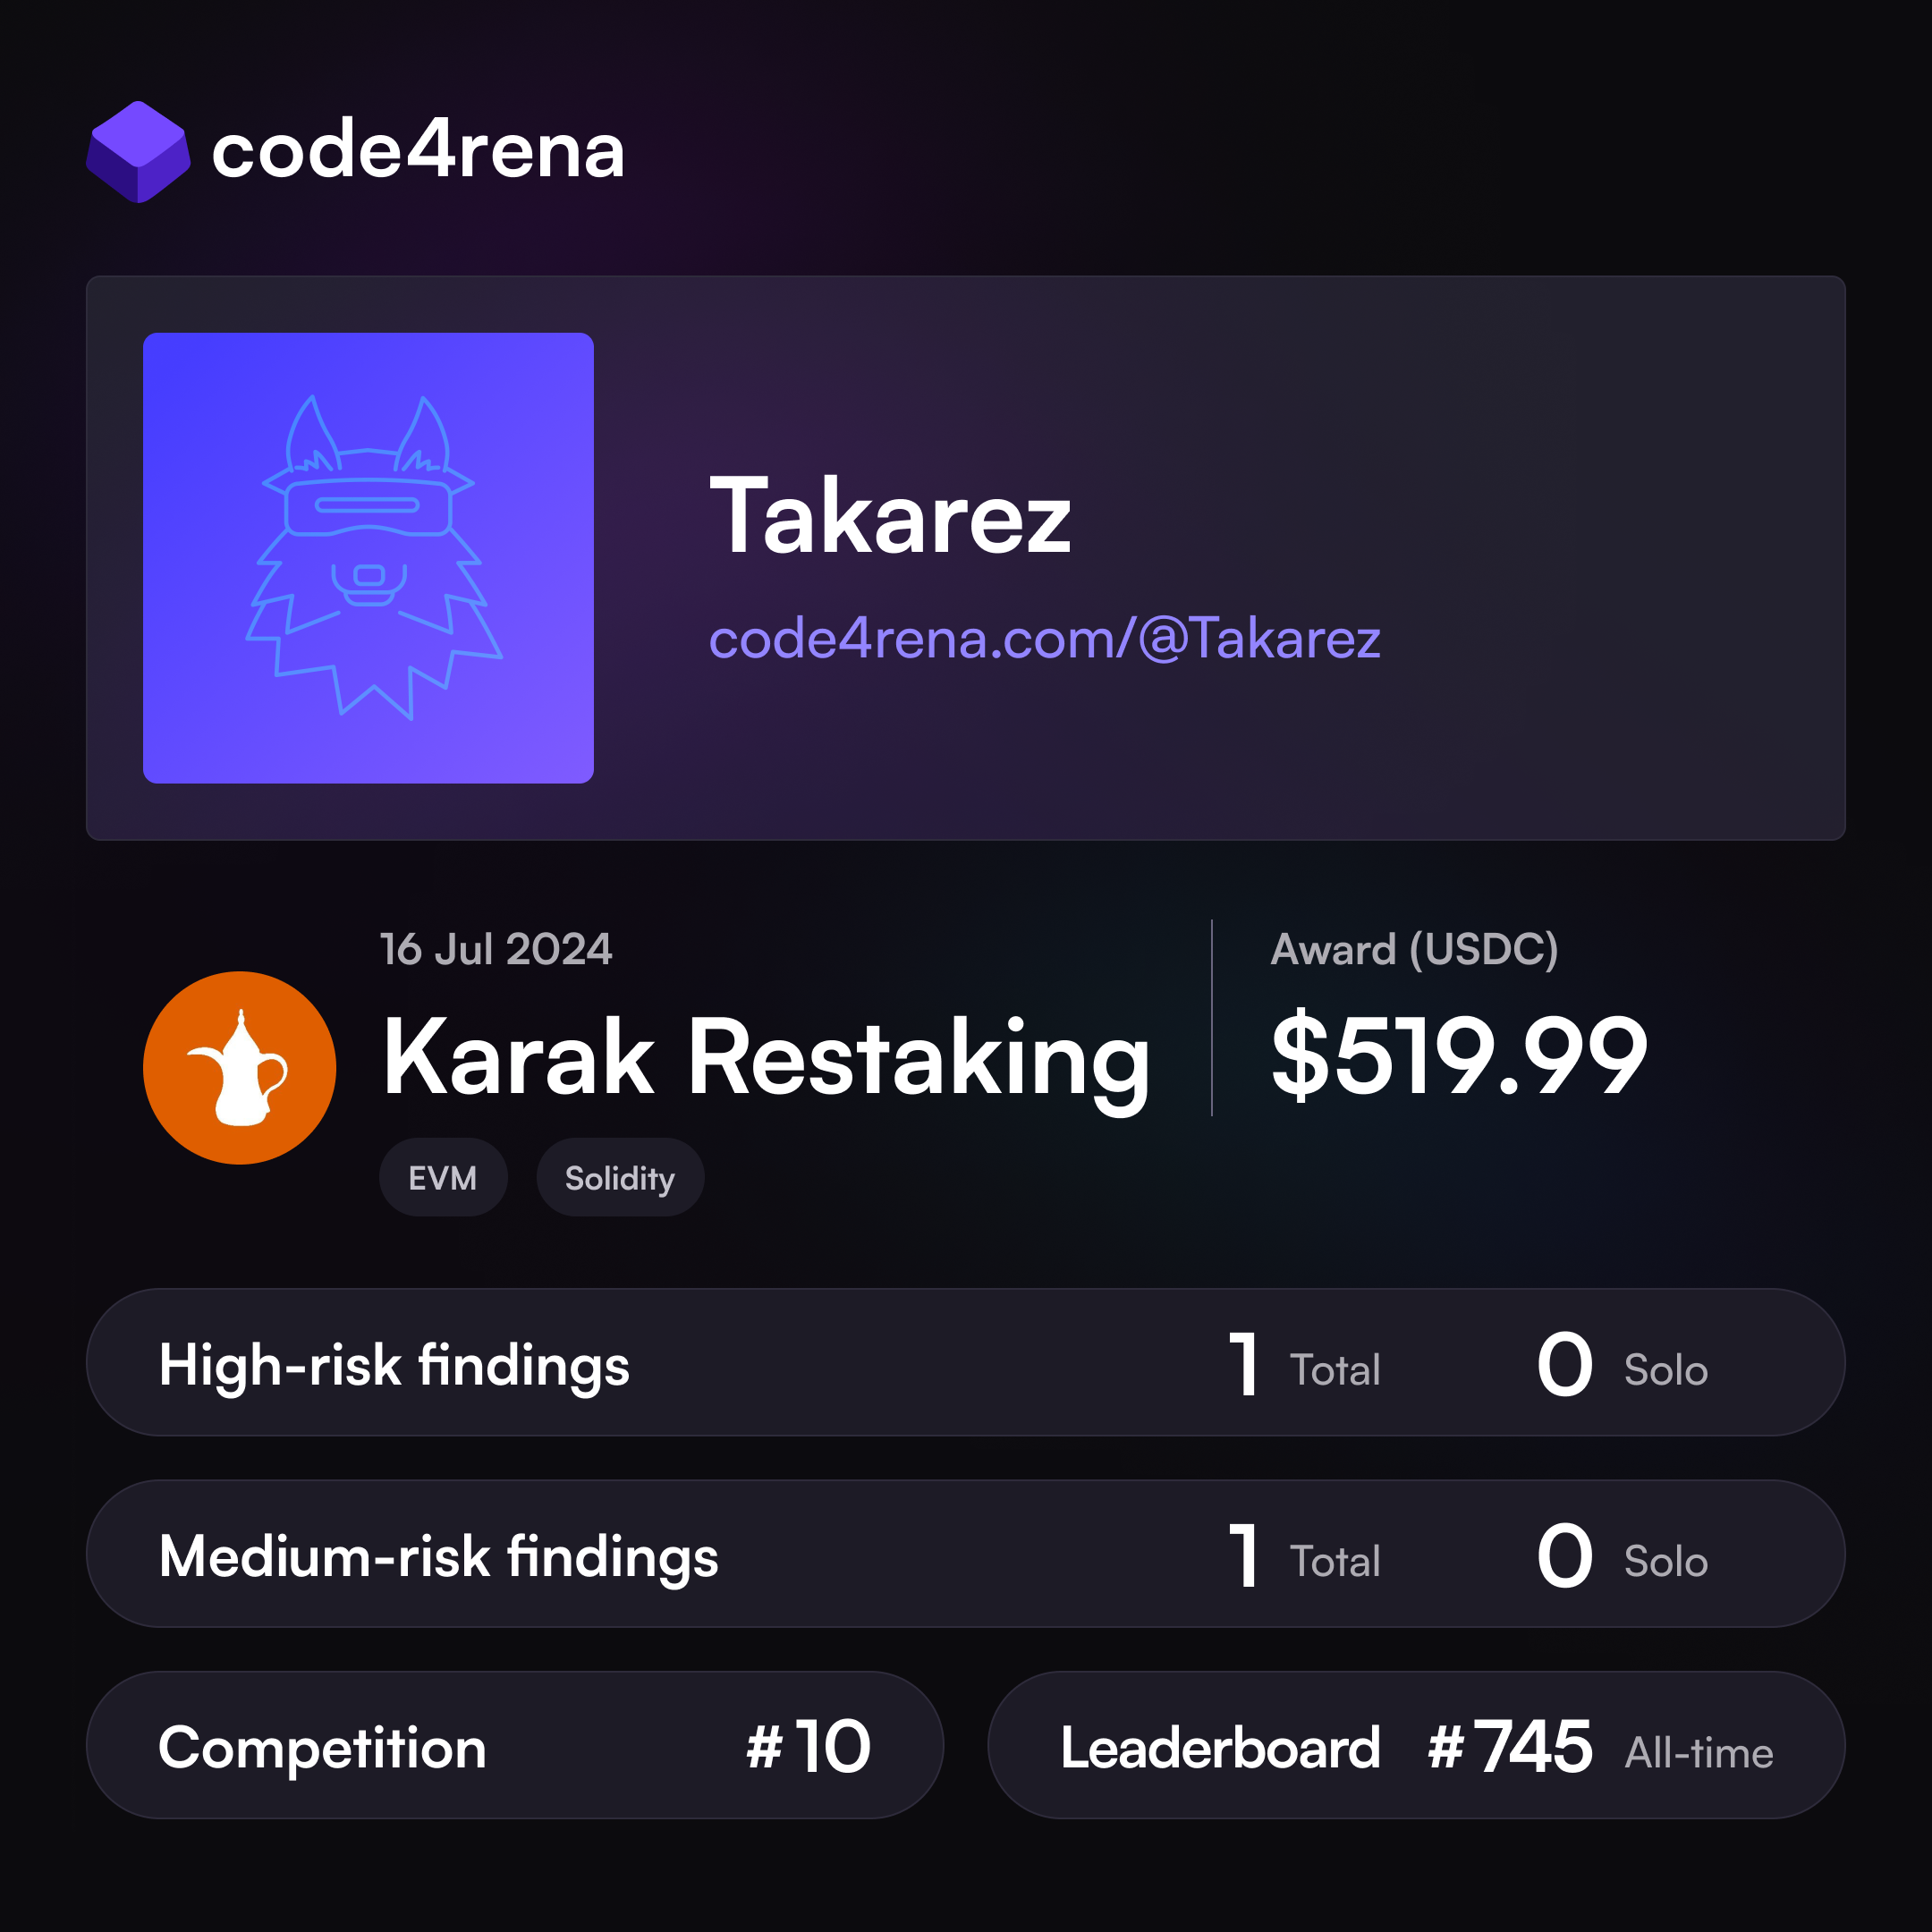 code4rena
Takarez
code4rena.com/@Takarez
16 Jul 2024
Karak Restaking
EVM Solidity
Award (USDC)
$519.99
High-risk findings 1 Total 0 Solo
Medium-risk findings 1 Total 0 Solo
Competition #10
Leaderboard #745 All-time